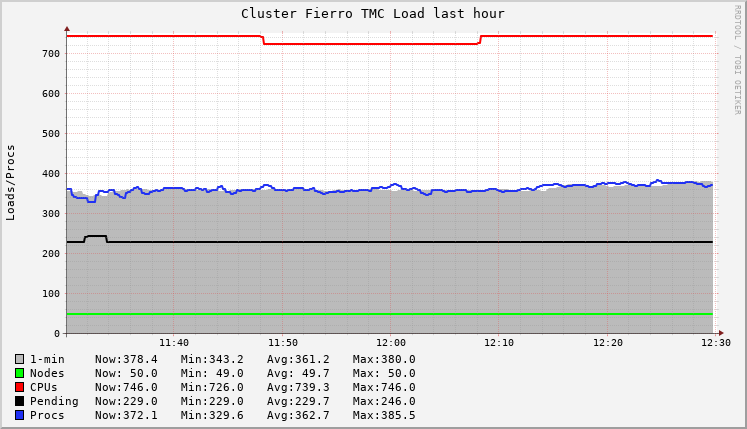 Cluster Fierro TMC Load last hour
RRDTOOL / TOBI OETIKER
Loads/Procs
700
600
500
400
300
200
100
0
11:40 11:50 12:00 12:10 12:20 12:30
1-min Now:378.4 Min:343.2 Avg:361.2 Max:380.0
Nodes Now: 50.0 Min: 49.0 Avg: 49.7 Max: 50.0
CPUs Now:746.0 Min:726.0 Avg:739.3 Max:746.0
Pending Now:229.0 Min:229.0 Avg:229.7 Max:246.0
Procs Now:372.1 Min:329.6 Avg:362.7 Max:385.5